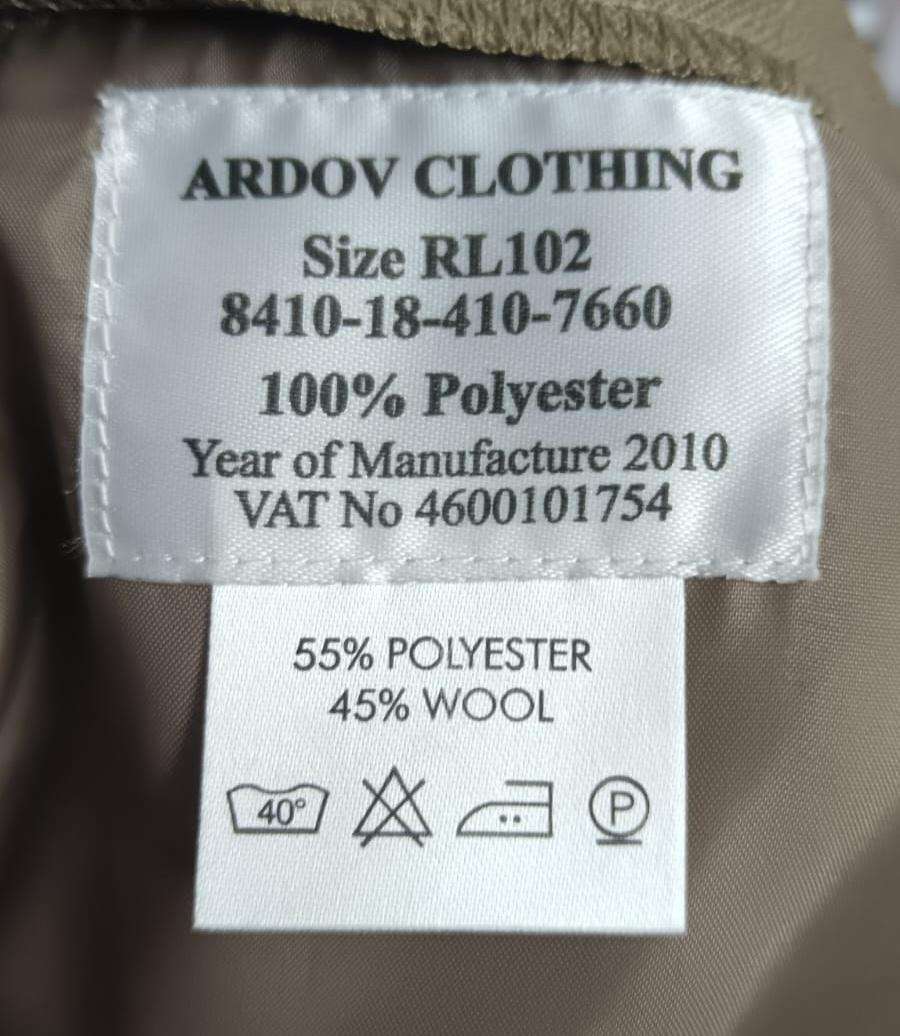 ARDOV CLOTHING
Size RL102
8410-18-410-7660
100% Polyester
Year of Manufacture 2010
VAT No 4600101754
55% POLYESTER
45% WOOL
40° P